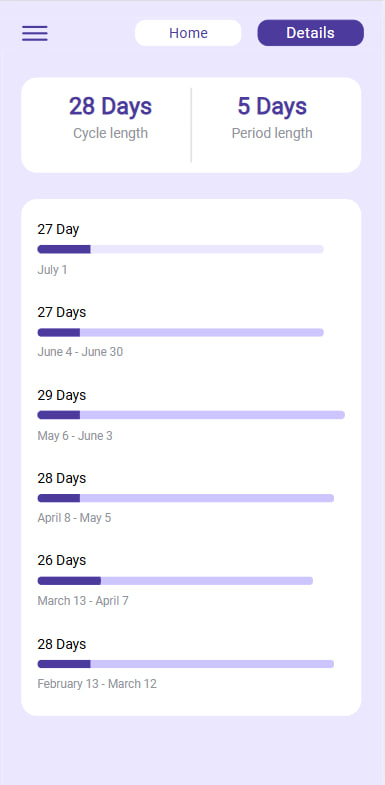 Home Details
28 Days 5 Days
Cycle length Period length
27 Day
July 1
27 Days
June 4 - June 30
29 Days
May 6 - June 3
28 Days
April 8 - May 5
26 Days
March 13 - April 7
28 Days
February 13 - March 12